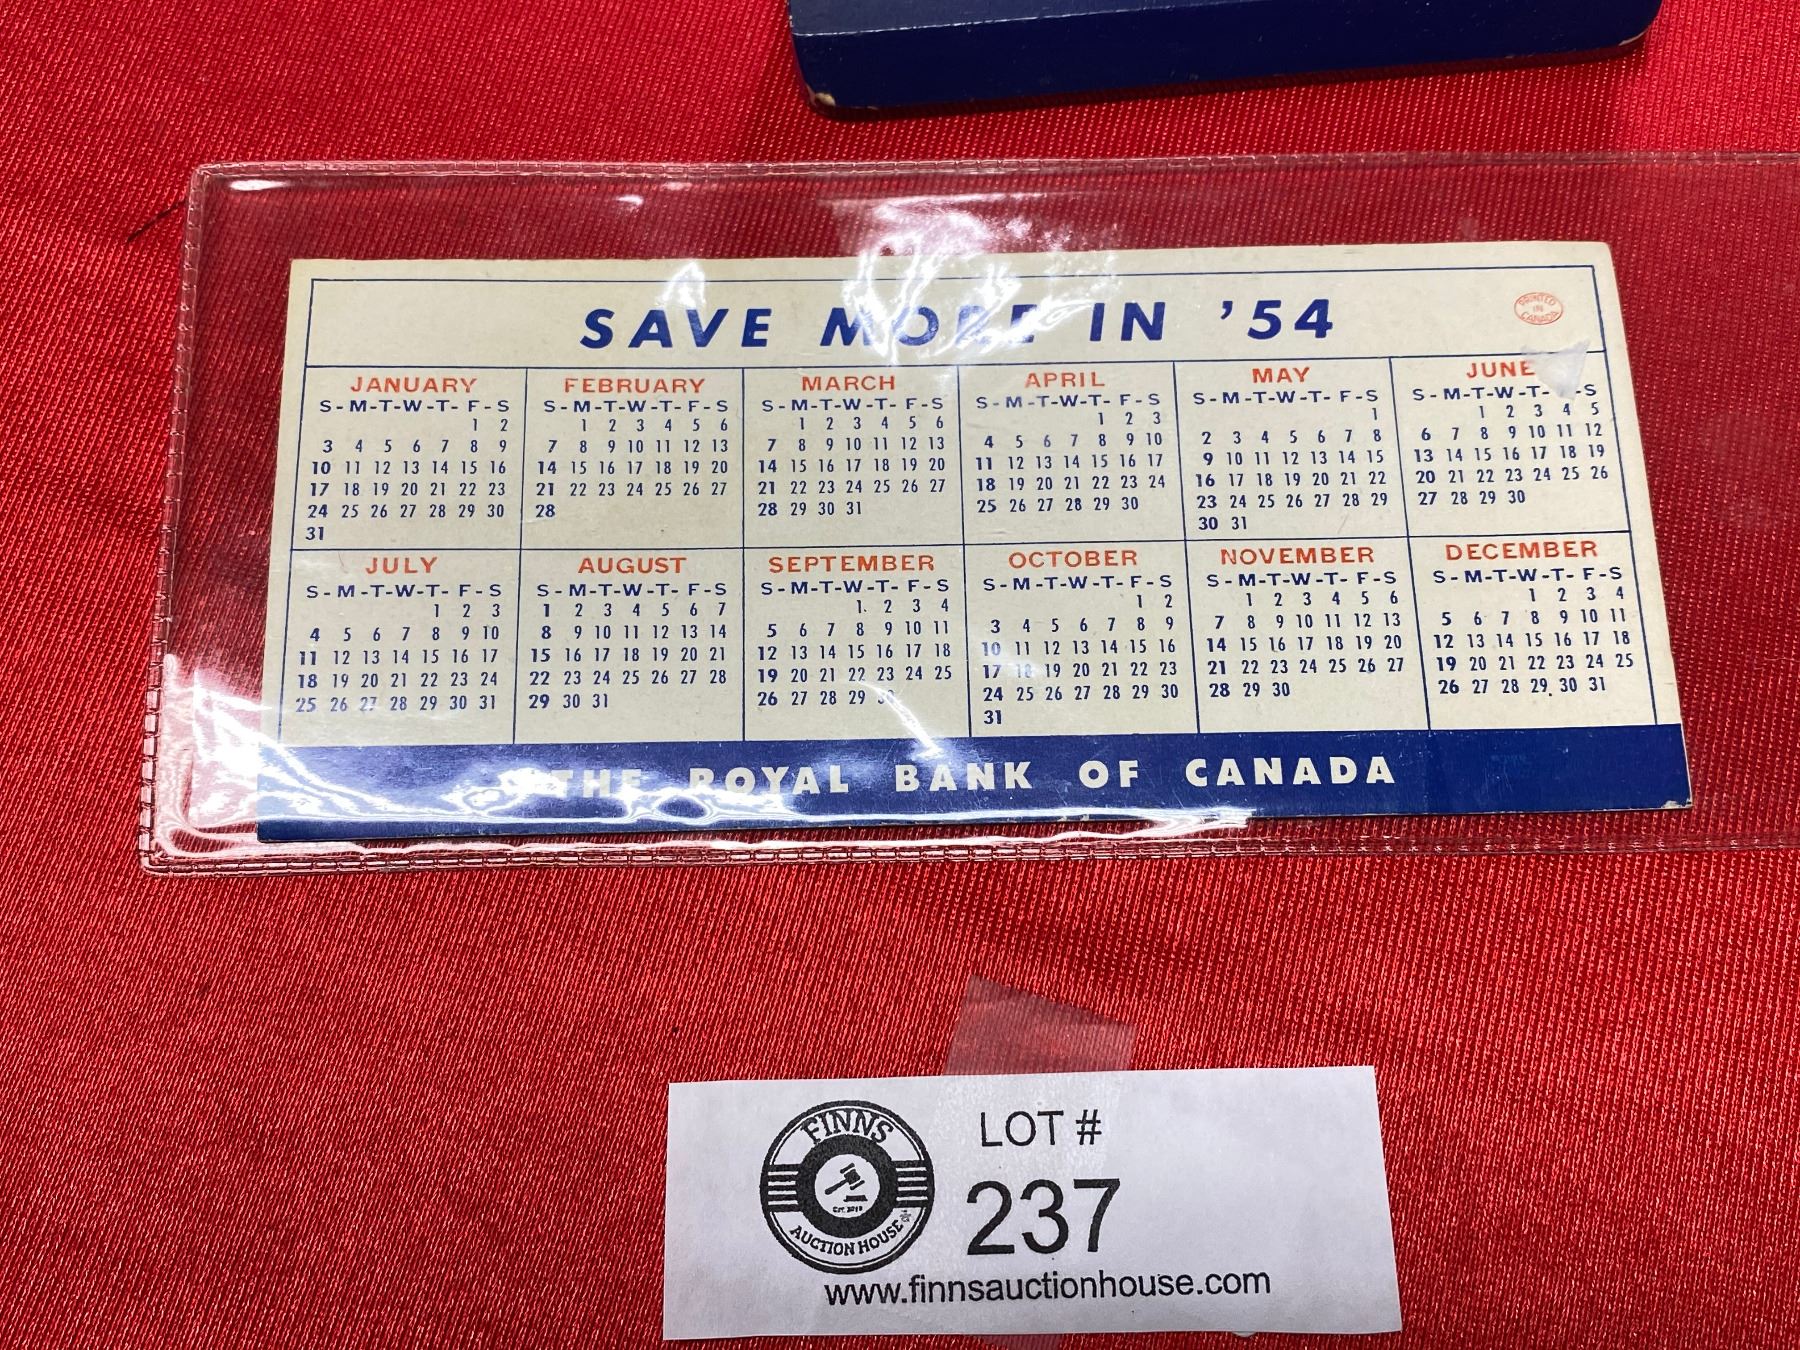 SAVE MORE IN '54
PRINTED
IN
CANADA
JANUARY
S-M-T-W-T-F-S
1 2
3 4 5 6 7 8 9
10 11 12 13 14 15 16
17 18 19 20 21 22 23
24 25 26 27 28 29 30
31
FEBRUARY
S-M-T-W-T-F-S
1 2 3 4 5 6
7 8 9 10 11 12 13
14 15 16 17 18 19 20
21 22 23 24 25 26 27
28
MARCH
S-M-T-W-T-F-S
1 2 3 4 5 6
7 8 9 10 11 12 13
14 15 16 17 18 19 20
21 22 23 24 25 26 27
28 29 30 31
APRIL
S-M-T-W-T-F-S
1 2 3
4 5 6 7 8 9 10
11 12 13 14 15 16 17
18 19 20 21 22 23 24
25 26 27 28 29 30
MAY
S-M-T-W-T-F-S
1
2 3 4 5 6 7 8
9 10 11 12 13 14 15
16 17 18 19 20 21 22
23 24 25 26 27 28 29
30 31
JUNE
S-M-T-W-T-F-S
1 2 3 4 5
6 7 8 9 10 11 12
13 14 15 16 17 18 19
20 21 22 23 24 25 26
27 28 29 30
JULY
S-M-T-W-T-F-S
1 2 3
4 5 6 7 8 9 10
11 12 13 14 15 16 17
18 19 20 21 22 23 24
25 26 27 28 29 30 31
AUGUST
S-M-T-W-T-F-S
1 2 3 4 5 6 7
8 9 10 11 12 13 14
15 16 17 18 19 20 21
22 23 24 25 26 27 28
29 30 31
SEPTEMBER
S-M-T-W-T-F-S
1 2 3 4
5 6 7 8 9 10 11
12 13 14 15 16 17 18
19 20 21 22 23 24 25
26 27 28 29 30
OCTOBER
S-M-T-W-T-F-S
1 2
3 4 5 6 7 8 9
10 11 12 13 14 15 16
17 18 19 20 21 22 23
24 25 26 27 28 29 30
31
NOVEMBER
S-M-T-W-T-F-S
1 2 3 4 5 6
7 8 9 10 11 12 13
14 15 16 17 18 19 20
21 22 23 24 25 26 27
28 29 30
DECEMBER
S-M-T-W-T-F-S
1 2 3 4
5 6 7 8 9 10 11
12 13 14 15 16 17 18
19 20 21 22 23 24 25
26 27 28 29 30 31
THE ROYAL BANK OF CANADA
FINNS
AUCTION HOUSE
LOT #
237
www.finnsauctionhouse.com